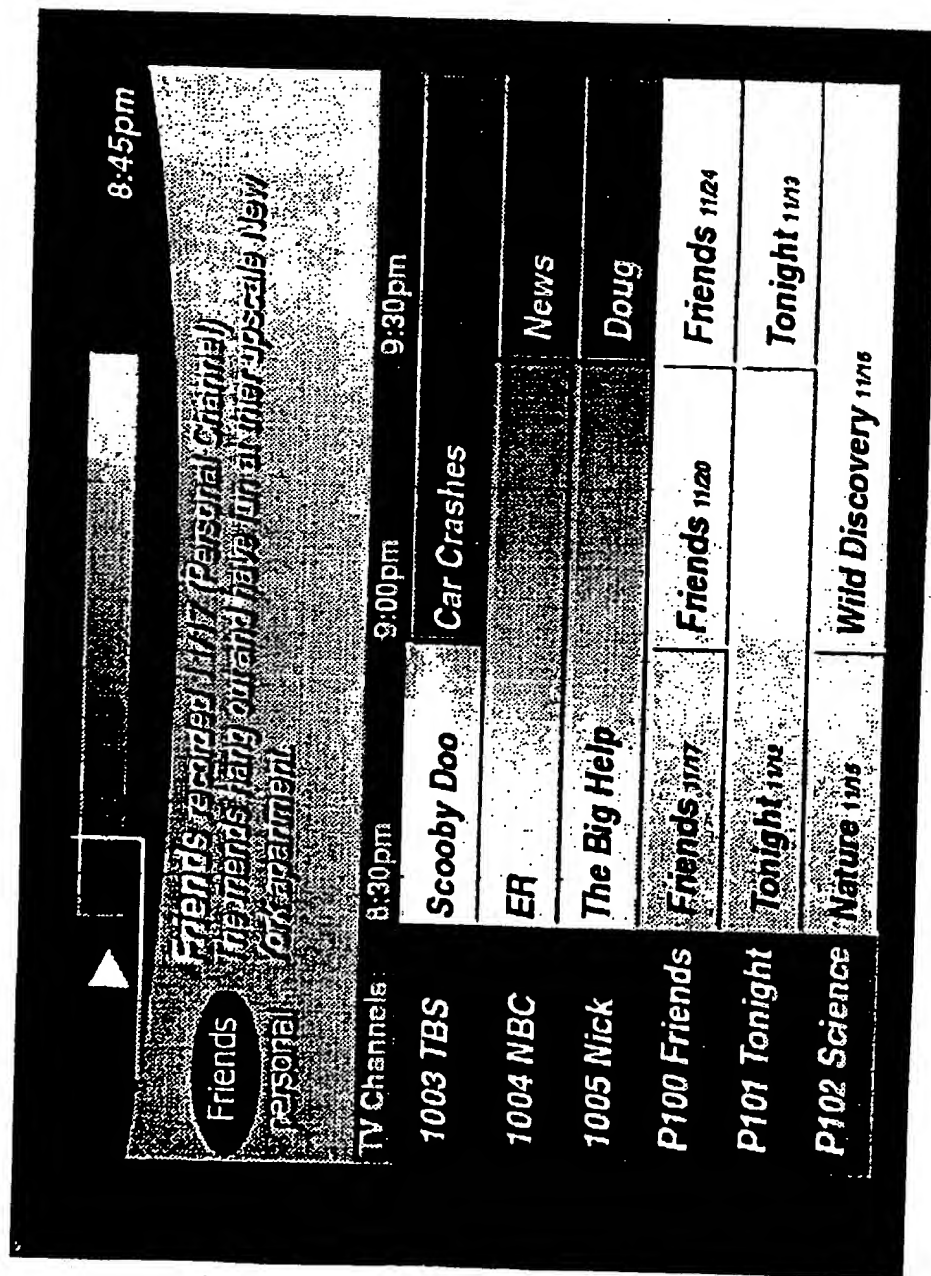 8:45pm
Friends recorded 11/17 (Personal Channel)
The friends hang out and have fun at their upscale New
York apartment
Friends
personal
TV Channels 8:30pm 9:00pm 9:30pm
1003 TBS Scooby Doo Car Crashes
1004 NBC ER News
1005 Nick The Big Help Doug
P100 Friends Friends 11/17 Friends 11/20 Friends 11/24
P101 Tonight Tonight 11/12 Tonight 11/13
P102 Science Nature 11/15 Wild Discovery 11/16